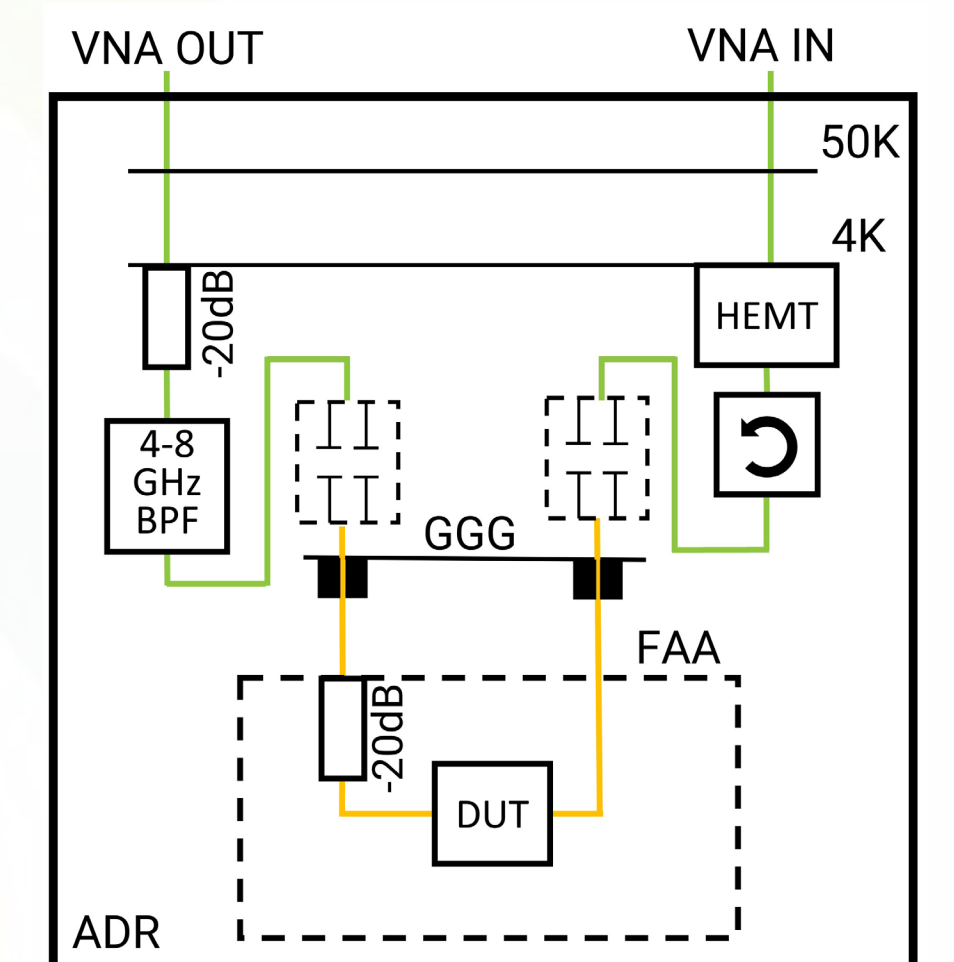 VNA OUT
VNA IN
50K
4K
-20dB
HEMT
4-8
GHz
BPF
GGG
FAA
-20dB
DUT
ADR